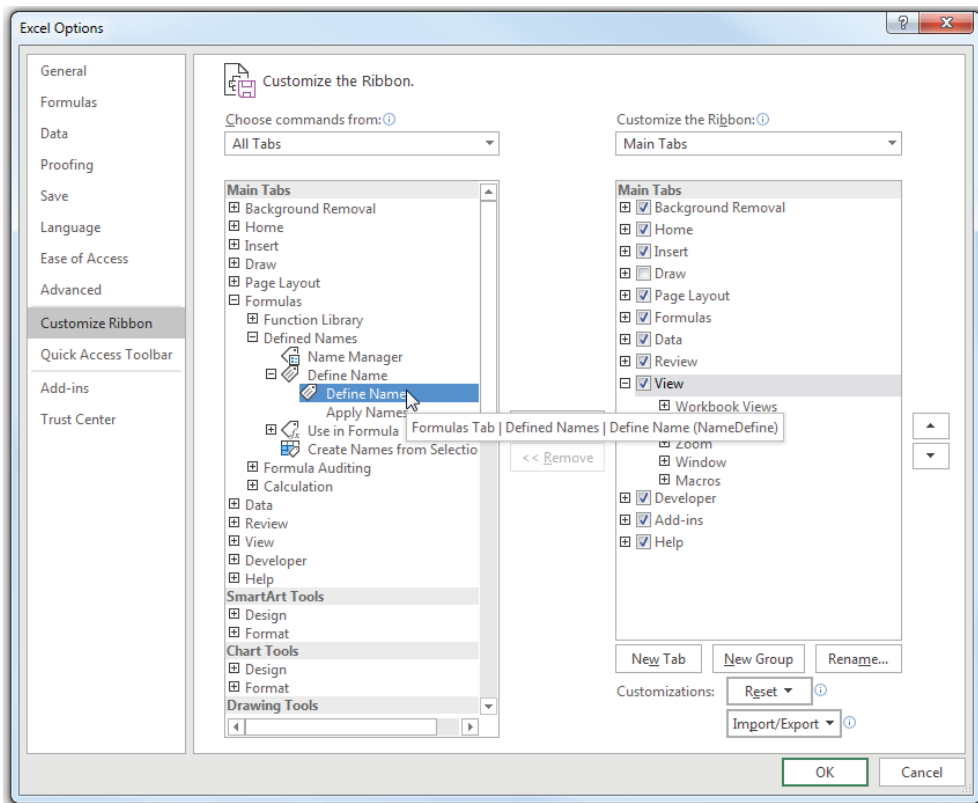 Excel Options
General
Formulas
Data
Proofing
Save
Language
Ease of Access
Advanced
Customize Ribbon
Quick Access Toolbar
Add-ins
Trust Center
Customize the Ribbon.
Choose commands from:
All Tabs
Main Tabs
Background Removal
Home
Insert
Draw
Page Layout
Formulas
Function Library
Defined Names
Name Manager
Define Name
Define Name
Apply Names
Use in Formula
Create Names from Selectio
Formula Auditing
Calculation
Data
Review
View
Developer
Help
SmartArt Tools
Design
Format
Chart Tools
Design
Format
Drawing Tools
Formulas Tab | Defined Names | Define Name (NameDefine)
<< Remove
Customize the Ribbon:
Main Tabs
Main Tabs
Background Removal
Home
Insert
Draw
Page Layout
Formulas
Data
Review
View
Workbook Views
Zoom
Window
Macros
Developer
Add-ins
Help
New Tab New Group Rename...
Customizations: Reset
Import/Export
OK Cancel